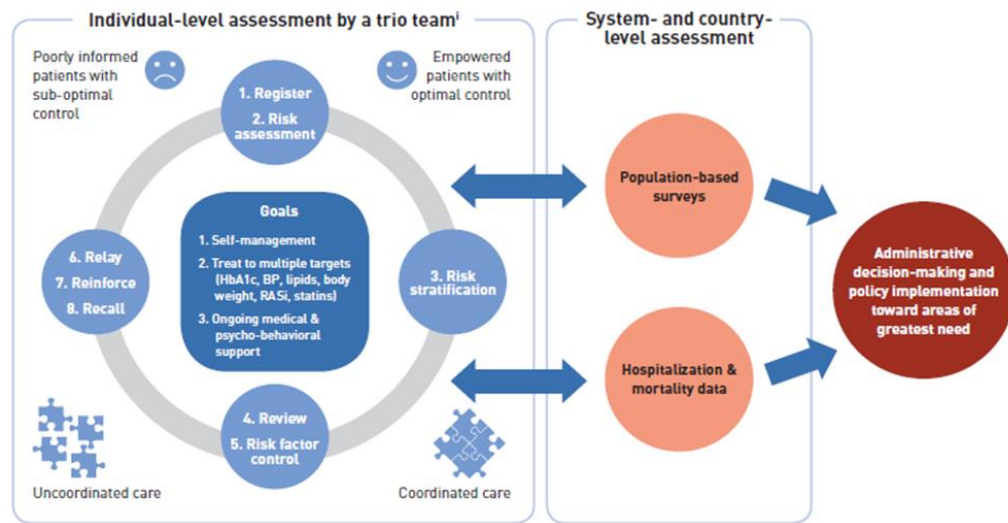 Individual-level assessment by a trio teamⁱ
Poorly informed
patients with
sub-optimal
control
Empowered
patients with
optimal control
1. Register
2. Risk
assessment
Goals
1. Self-management
2. Treat to multiple targets
(HbA1c, BP, lipids, body
weight, RASi, statins)
3. Ongoing medical &
psycho-behavioral
support
3. Risk
stratification
6. Relay
7. Reinforce
8. Recall
4. Review
5. Risk factor
control
Uncoordinated care
Coordinated care
System- and country-
level assessment
Population-based
surveys
Hospitalization &
mortality data
Administrative
decision-making and
policy implementation
toward areas of
greatest need